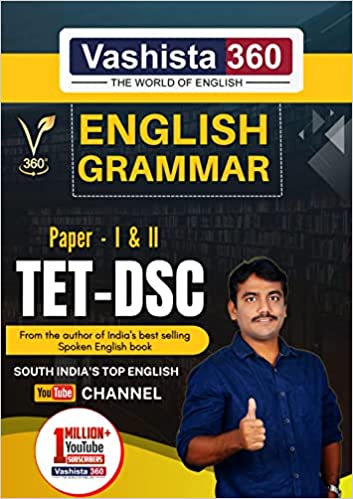 Vashista 360
THE WORLD OF ENGLISH
V
360°
ENGLISH
GRAMMAR
Paper - I & II
TET-DSC
From the author of India's best selling
Spoken English book
SOUTH INDIA'S TOP ENGLISH
YouTube CHANNEL
1 MILLION+
YouTube
SUBSCRIBERS
Vashista 360